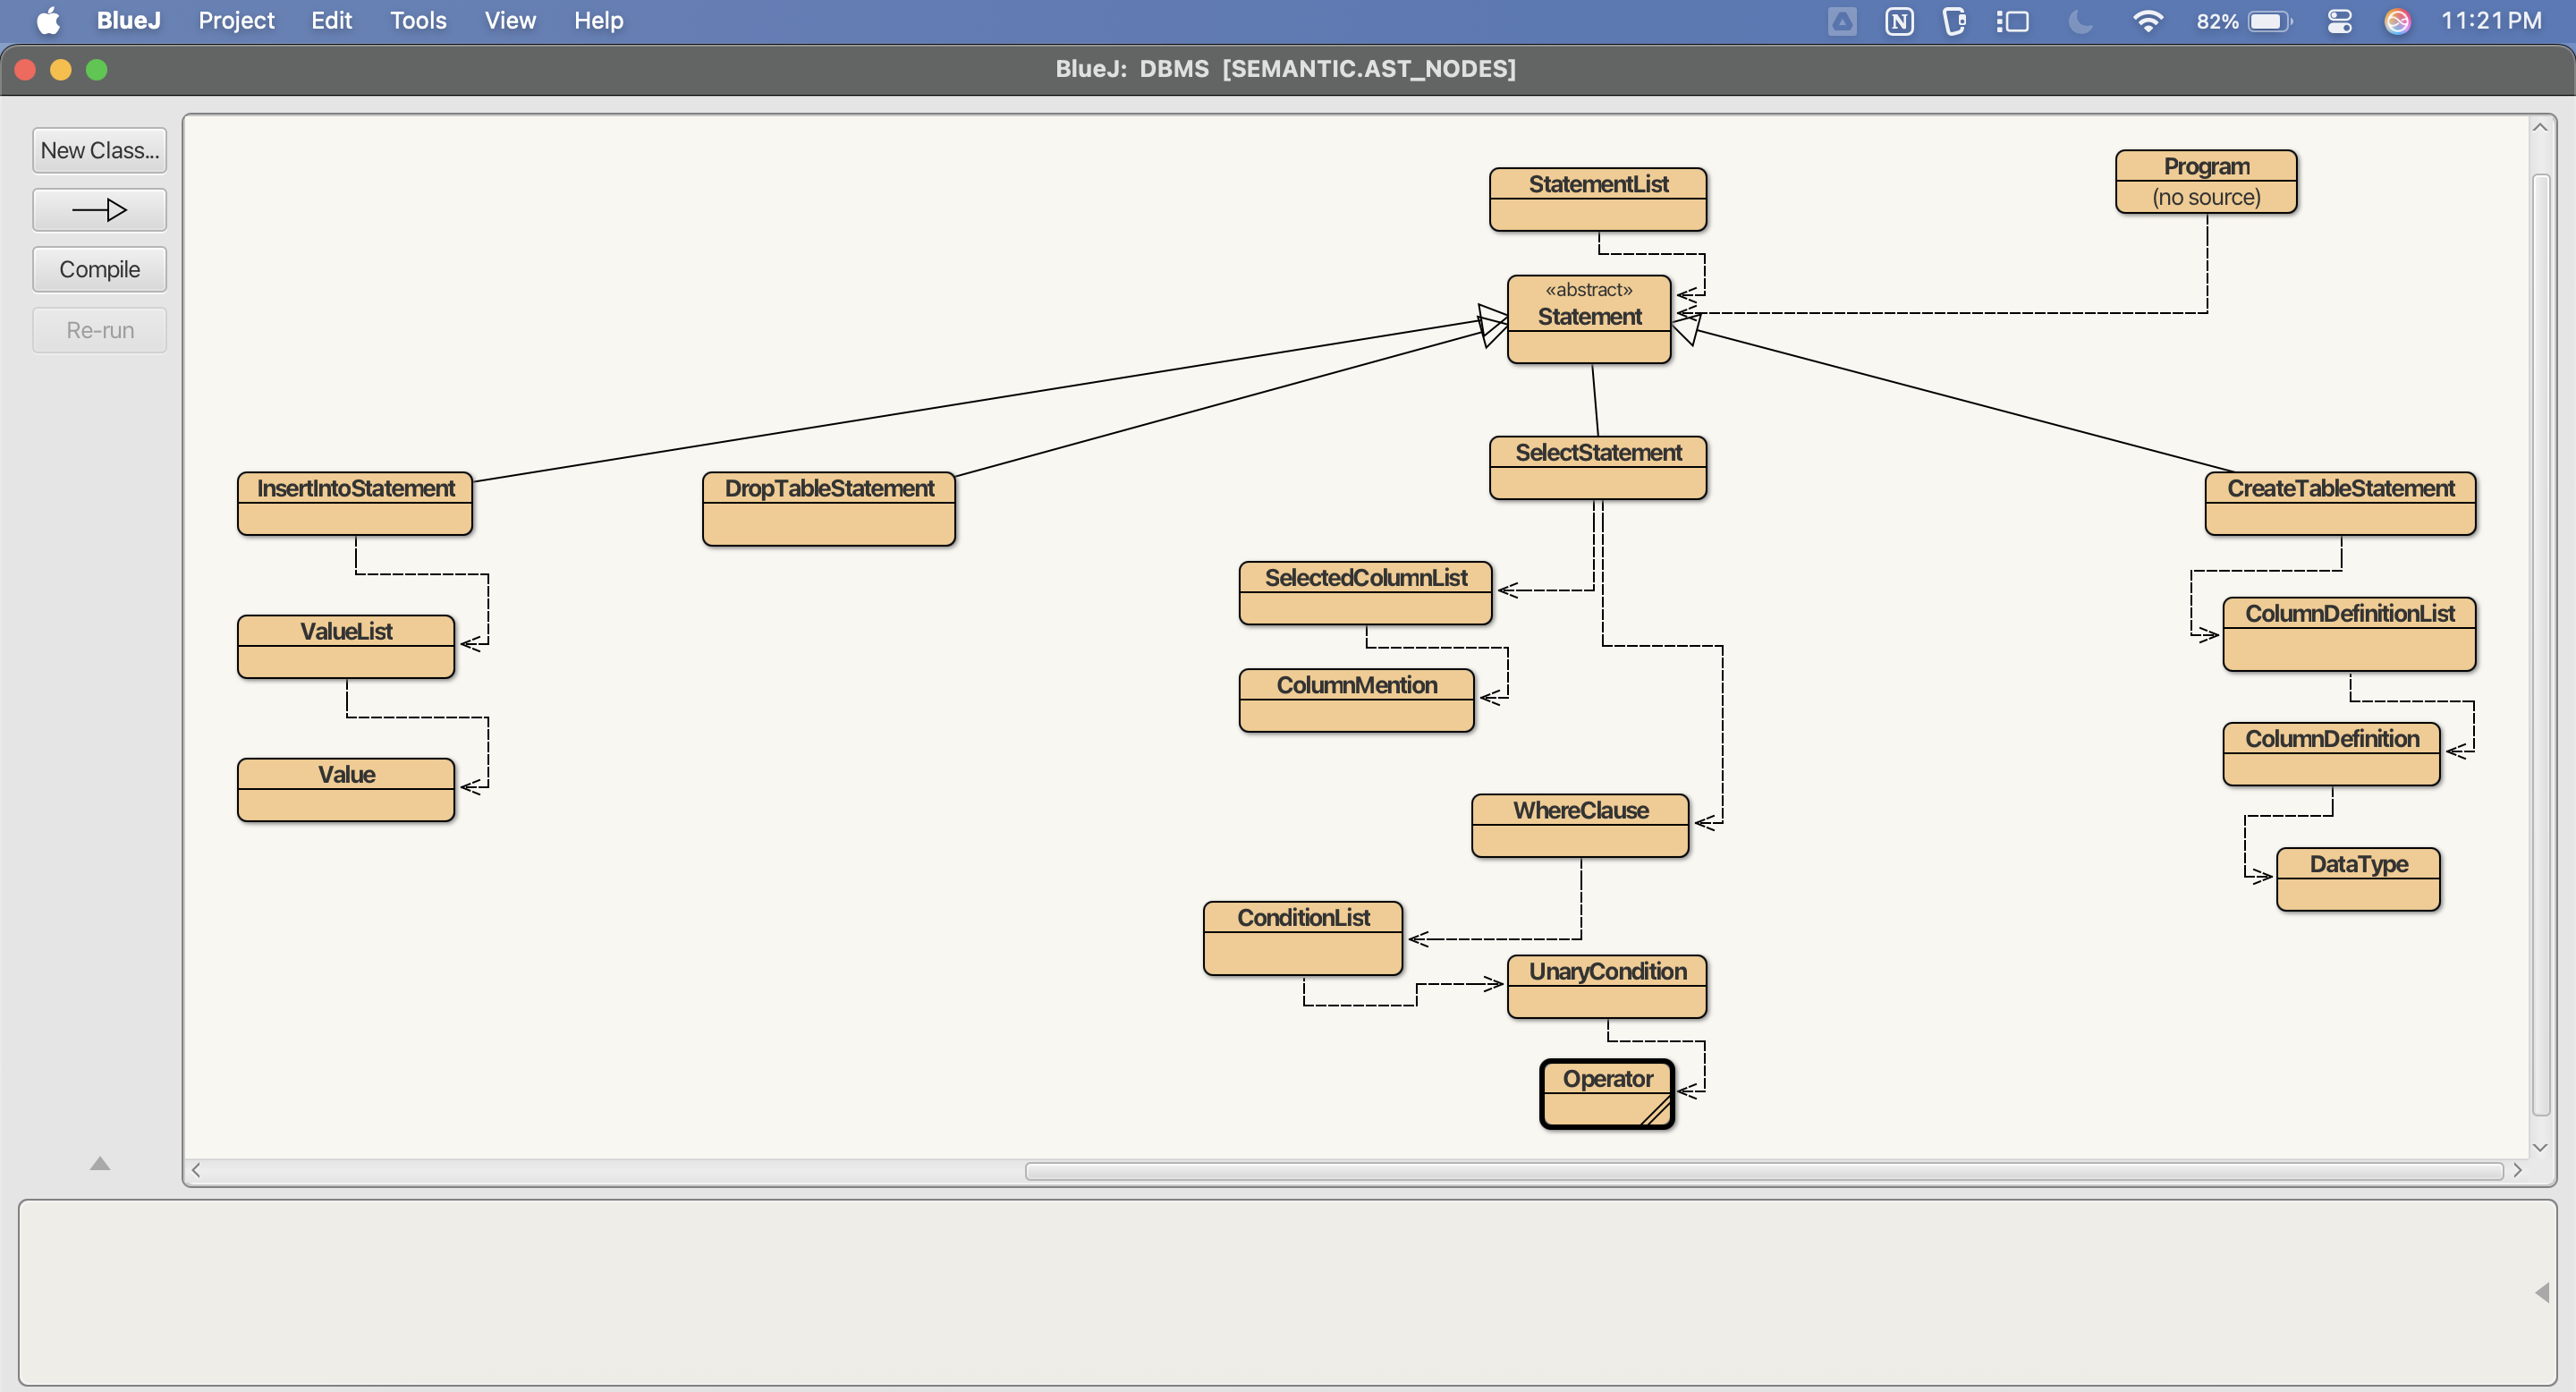 BlueJ Project Edit Tools View Help 82% 11:21 PM
BlueJ: DBMS [SEMANTIC.AST_NODES]
New Class...
Compile
Re-run
StatementList
Program
(no source)
«abstract»
Statement
SelectStatement
InsertIntoStatement
DropTableStatement
CreateTableStatement
SelectedColumnList
ColumnDefinitionList
ValueList
ColumnMention
ColumnDefinition
Value
WhereClause
DataType
ConditionList
UnaryCondition
Operator